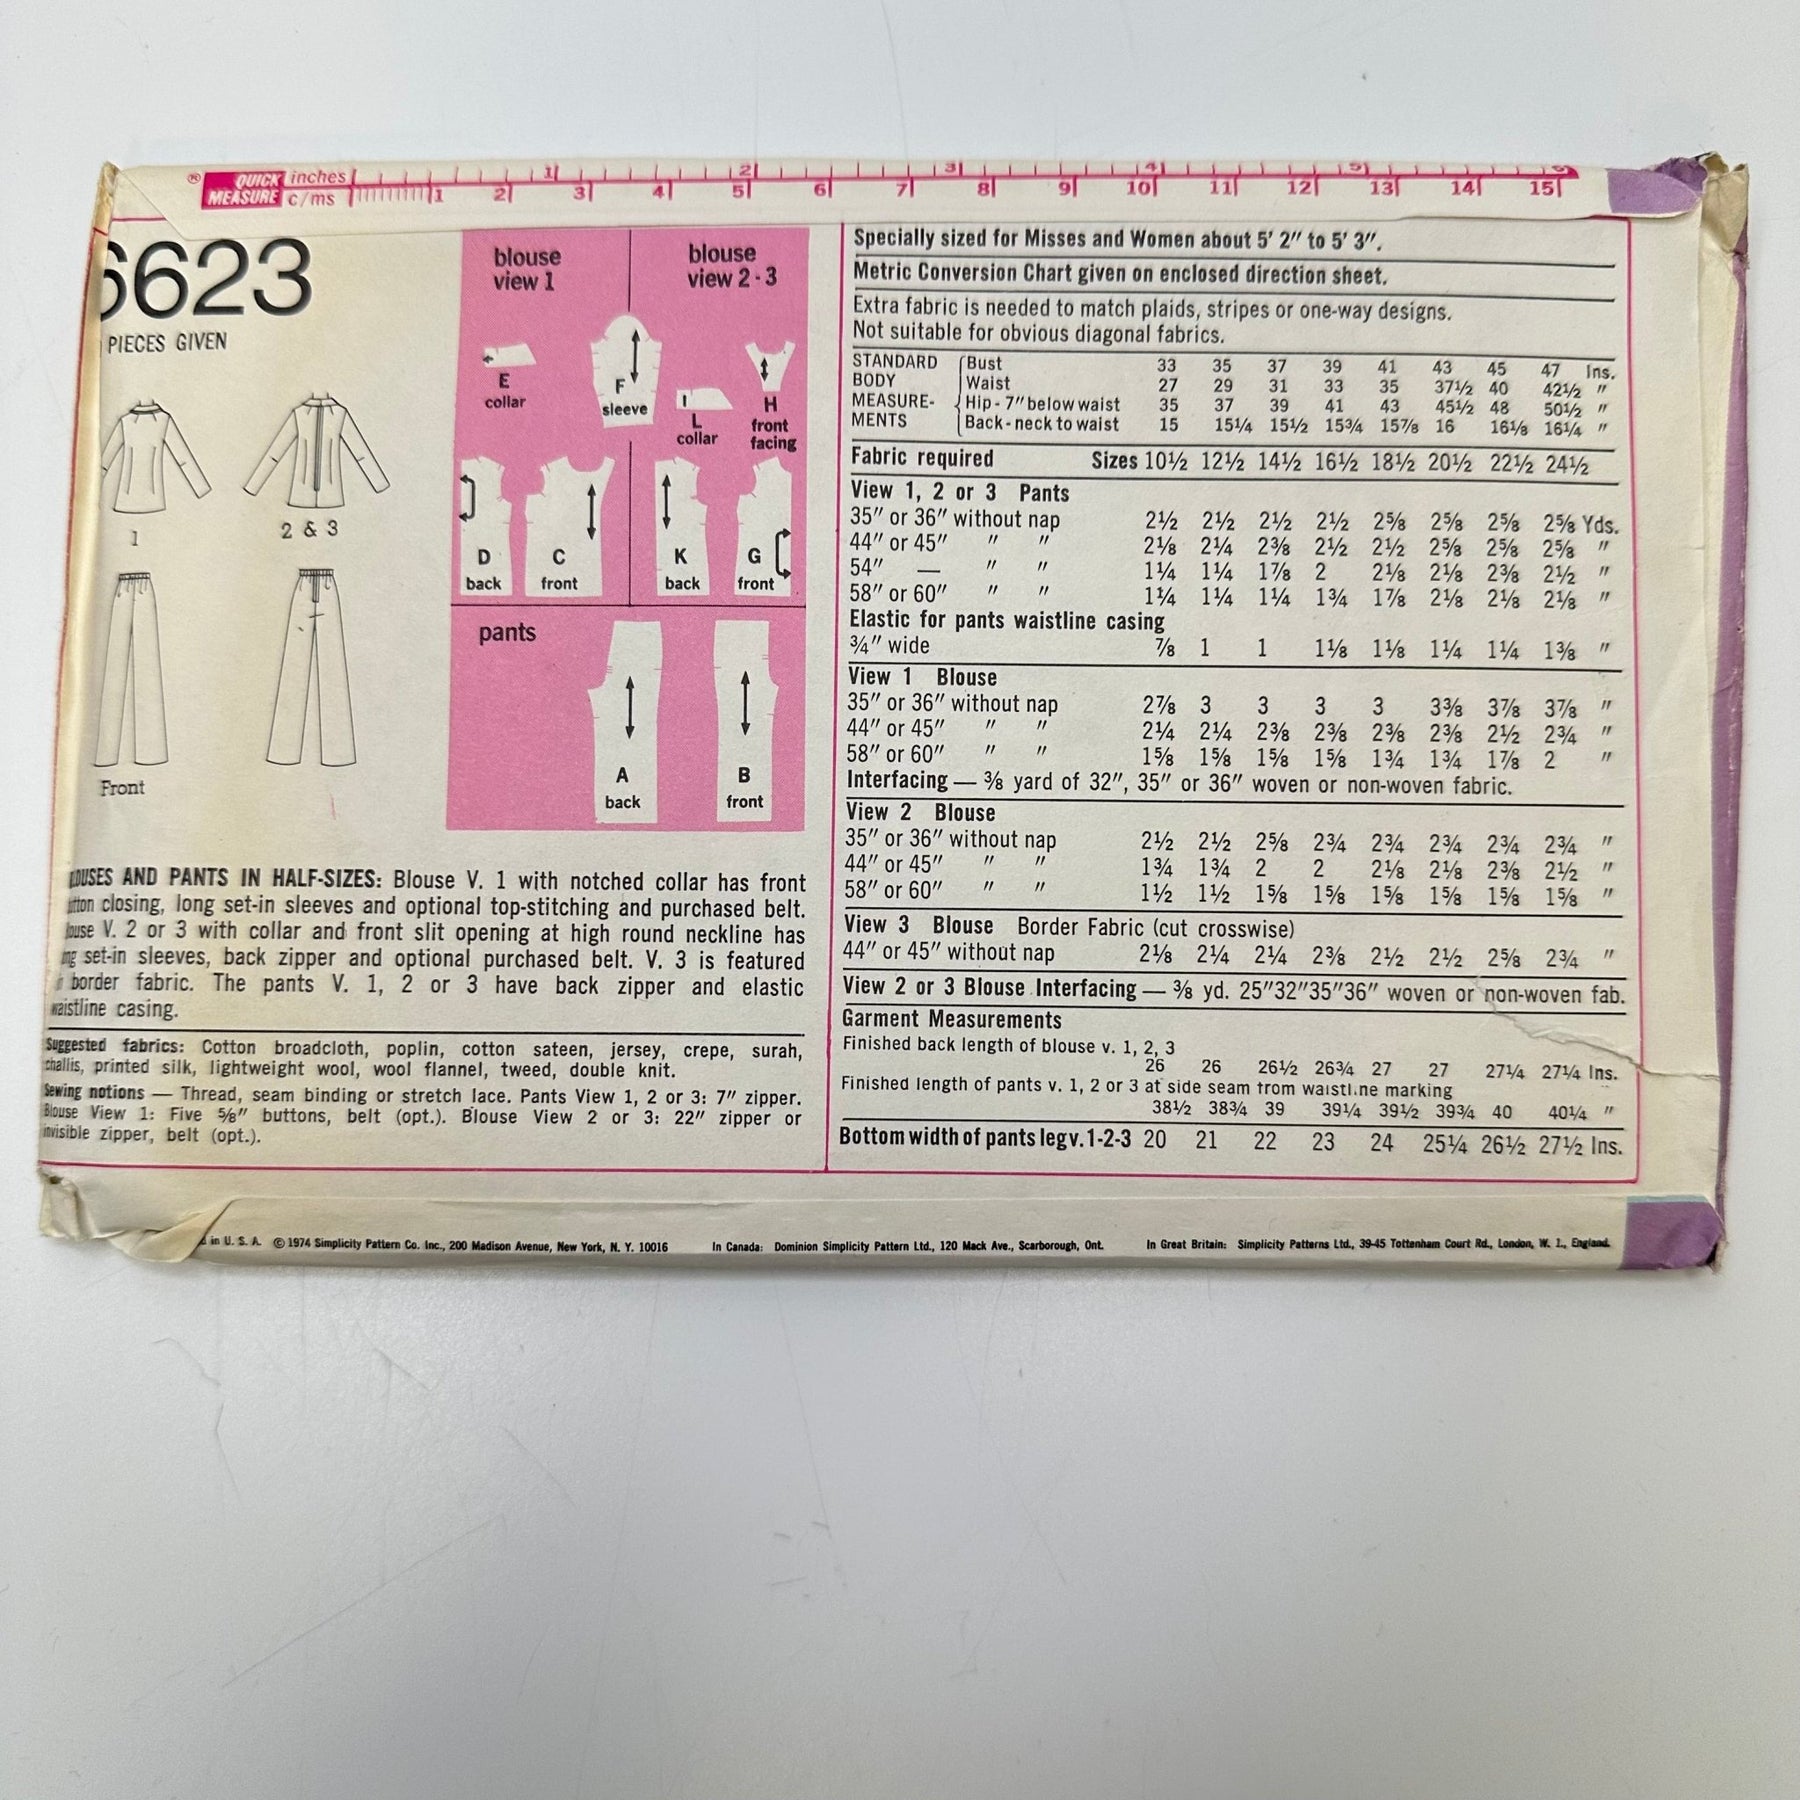 ® QUICK MEASURE inches c/ms
1 2 3 4 5 6
1 2 3 4 5 6 7 8 9 10 11 12 13 14 15
6623
PIECES GIVEN
1
2 & 3
Front
blouse view 1
blouse view 2-3
E collar
F sleeve
L collar
H front facing
D back
C front
K back
G front
pants
A back
B front
BLOUSES AND PANTS IN HALF-SIZES: Blouse V. 1 with notched collar has front
button closing, long set-in sleeves and optional top-stitching and purchased belt.
Blouse V. 2 or 3 with collar and front slit opening at high round neckline has
long set-in sleeves, back zipper and optional purchased belt. V. 3 is featured
in border fabric. The pants V. 1, 2 or 3 have back zipper and elastic
waistline casing.
Suggested fabrics: Cotton broadcloth, poplin, cotton sateen, jersey, crepe, surah,
challis, printed silk, lightweight wool, wool flannel, tweed, double knit.
Sewing notions — Thread, seam binding or stretch lace. Pants View 1, 2 or 3: 7" zipper.
Blouse View 1: Five 5/8" buttons, belt (opt.). Blouse View 2 or 3: 22" zipper or
invisible zipper, belt (opt.).
Specially sized for Misses and Women about 5' 2" to 5' 3".
Metric Conversion Chart given on enclosed direction sheet.
Extra fabric is needed to match plaids, stripes or one-way designs.
Not suitable for obvious diagonal fabrics.
STANDARD Bust 33 35 37 39 41 43 45 47 Ins.
BODY Waist 27 29 31 33 35 37½ 40 42½ "
MEASURE- Hip-7" below waist 35 37 39 41 43 45½ 48 50½ "
MENTS Back-neck to waist 15 15¼ 15½ 15¾ 15⅞ 16 16⅛ 16¼ "
Fabric required Sizes 10½ 12½ 14½ 16½ 18½ 20½ 22½ 24½
View 1, 2 or 3 Pants
35" or 36" without nap 2½ 2½ 2½ 2½ 2⅝ 2⅝ 2⅝ 2⅝ Yds.
44" or 45" " " 2⅛ 2¼ 2⅜ 2½ 2½ 2⅝ 2⅝ 2⅝ "
54" — " " 1¼ 1¼ 1⅞ 2 2⅛ 2⅛ 2⅜ 2½ "
58" or 60" " " 1¼ 1¼ 1¼ 1¾ 1⅞ 2⅛ 2⅛ 2⅛ "
Elastic for pants waistline casing
¾" wide ⅞ 1 1 1⅛ 1⅛ 1¼ 1¼ 1⅜ "
View 1 Blouse
35" or 36" without nap 2⅞ 3 3 3 3 3⅜ 3⅞ 3⅞ "
44" or 45" " " 2¼ 2¼ 2⅜ 2⅜ 2⅜ 2⅜ 2½ 2¾ "
58" or 60" " " 1⅝ 1⅝ 1⅝ 1⅝ 1¾ 1¾ 1⅞ 2 "
Interfacing — ⅜ yard of 32", 35" or 36" woven or non-woven fabric.
View 2 Blouse
35" or 36" without nap 2½ 2½ 2⅝ 2¾ 2¾ 2¾ 2¾ 2¾ "
44" or 45" " " 1¾ 1¾ 2 2 2⅛ 2⅛ 2⅜ 2½ "
58" or 60" " " 1½ 1½ 1⅝ 1⅝ 1⅝ 1⅝ 1⅝ 1⅝ "
View 3 Blouse Border Fabric (cut crosswise)
44" or 45" without nap 2⅛ 2¼ 2¼ 2⅜ 2½ 2½ 2⅝ 2¾ "
View 2 or 3 Blouse Interfacing — ⅜ yd. 25"32"35"36" woven or non-woven fab.
Garment Measurements
Finished back length of blouse v. 1, 2, 3
26 26 26½ 26¾ 27 27 27¼ 27¼ Ins.
Finished length of pants v. 1, 2 or 3 at side seam from waistline marking
38½ 38¾ 39 39¼ 39½ 39¾ 40 40¼ "
Bottom width of pants leg v. 1-2-3 20 21 22 23 24 25¼ 26½ 27½ Ins.
in U. S. A. © 1974 Simplicity Pattern Co. Inc., 200 Madison Avenue, New York, N. Y. 10016 In Canada: Dominion Simplicity Pattern Ltd., 120 Mack Ave., Scarborough, Ont. In Great Britain: Simplicity Patterns Ltd., 39-45 Tottenham Court Rd., London, W. 1., England.